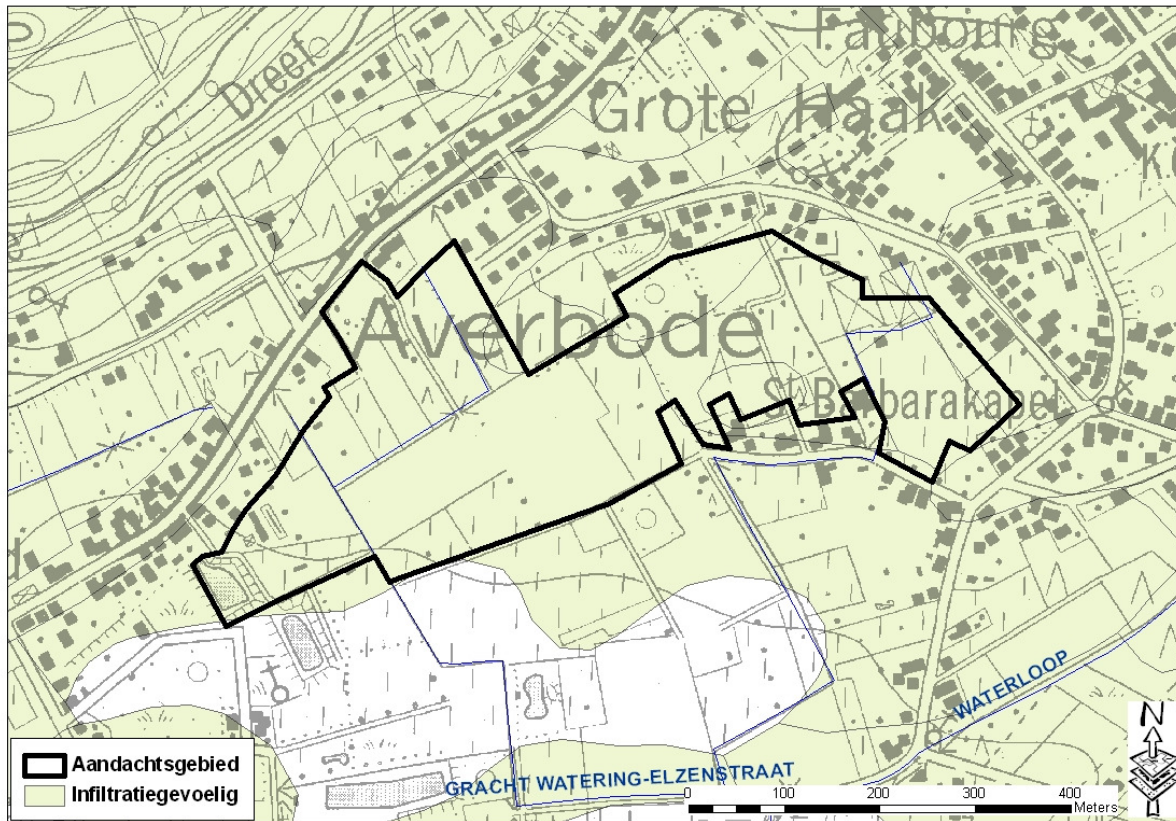 Faubourg
Dreef
Grote Haak
Averbode
St-Barbarakapel
WATERLOOP
N
Aandachtsgebied
Infiltratiegevoelig
GRACHT WATERING-ELZENSTRAAT
0 100 200 300 400
Meters